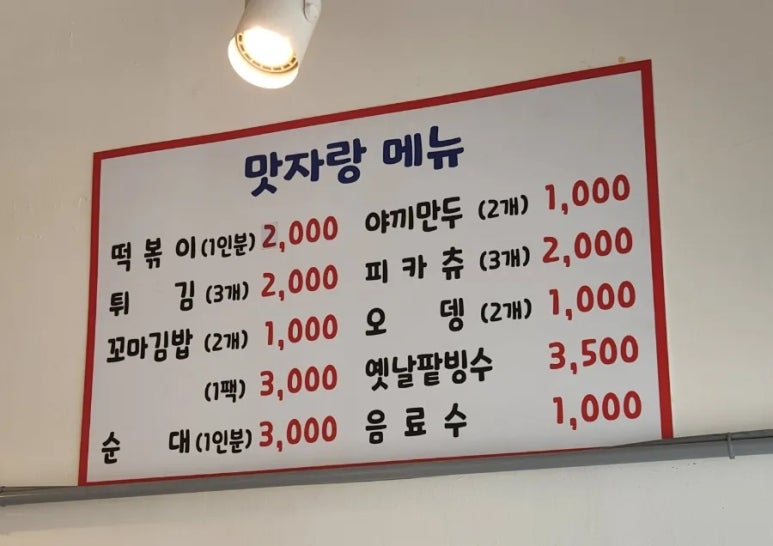 맛자랑 메뉴
떡볶이(1인분) 2,000
튀김(3개) 2,000
꼬마김밥(2개) 1,000
(1팩) 3,000
순대(1인분) 3,000
야끼만두(2개) 1,000
피카츄(3개) 2,000
오뎅(2개) 1,000
옛날팥빙수 3,500
음료수 1,000